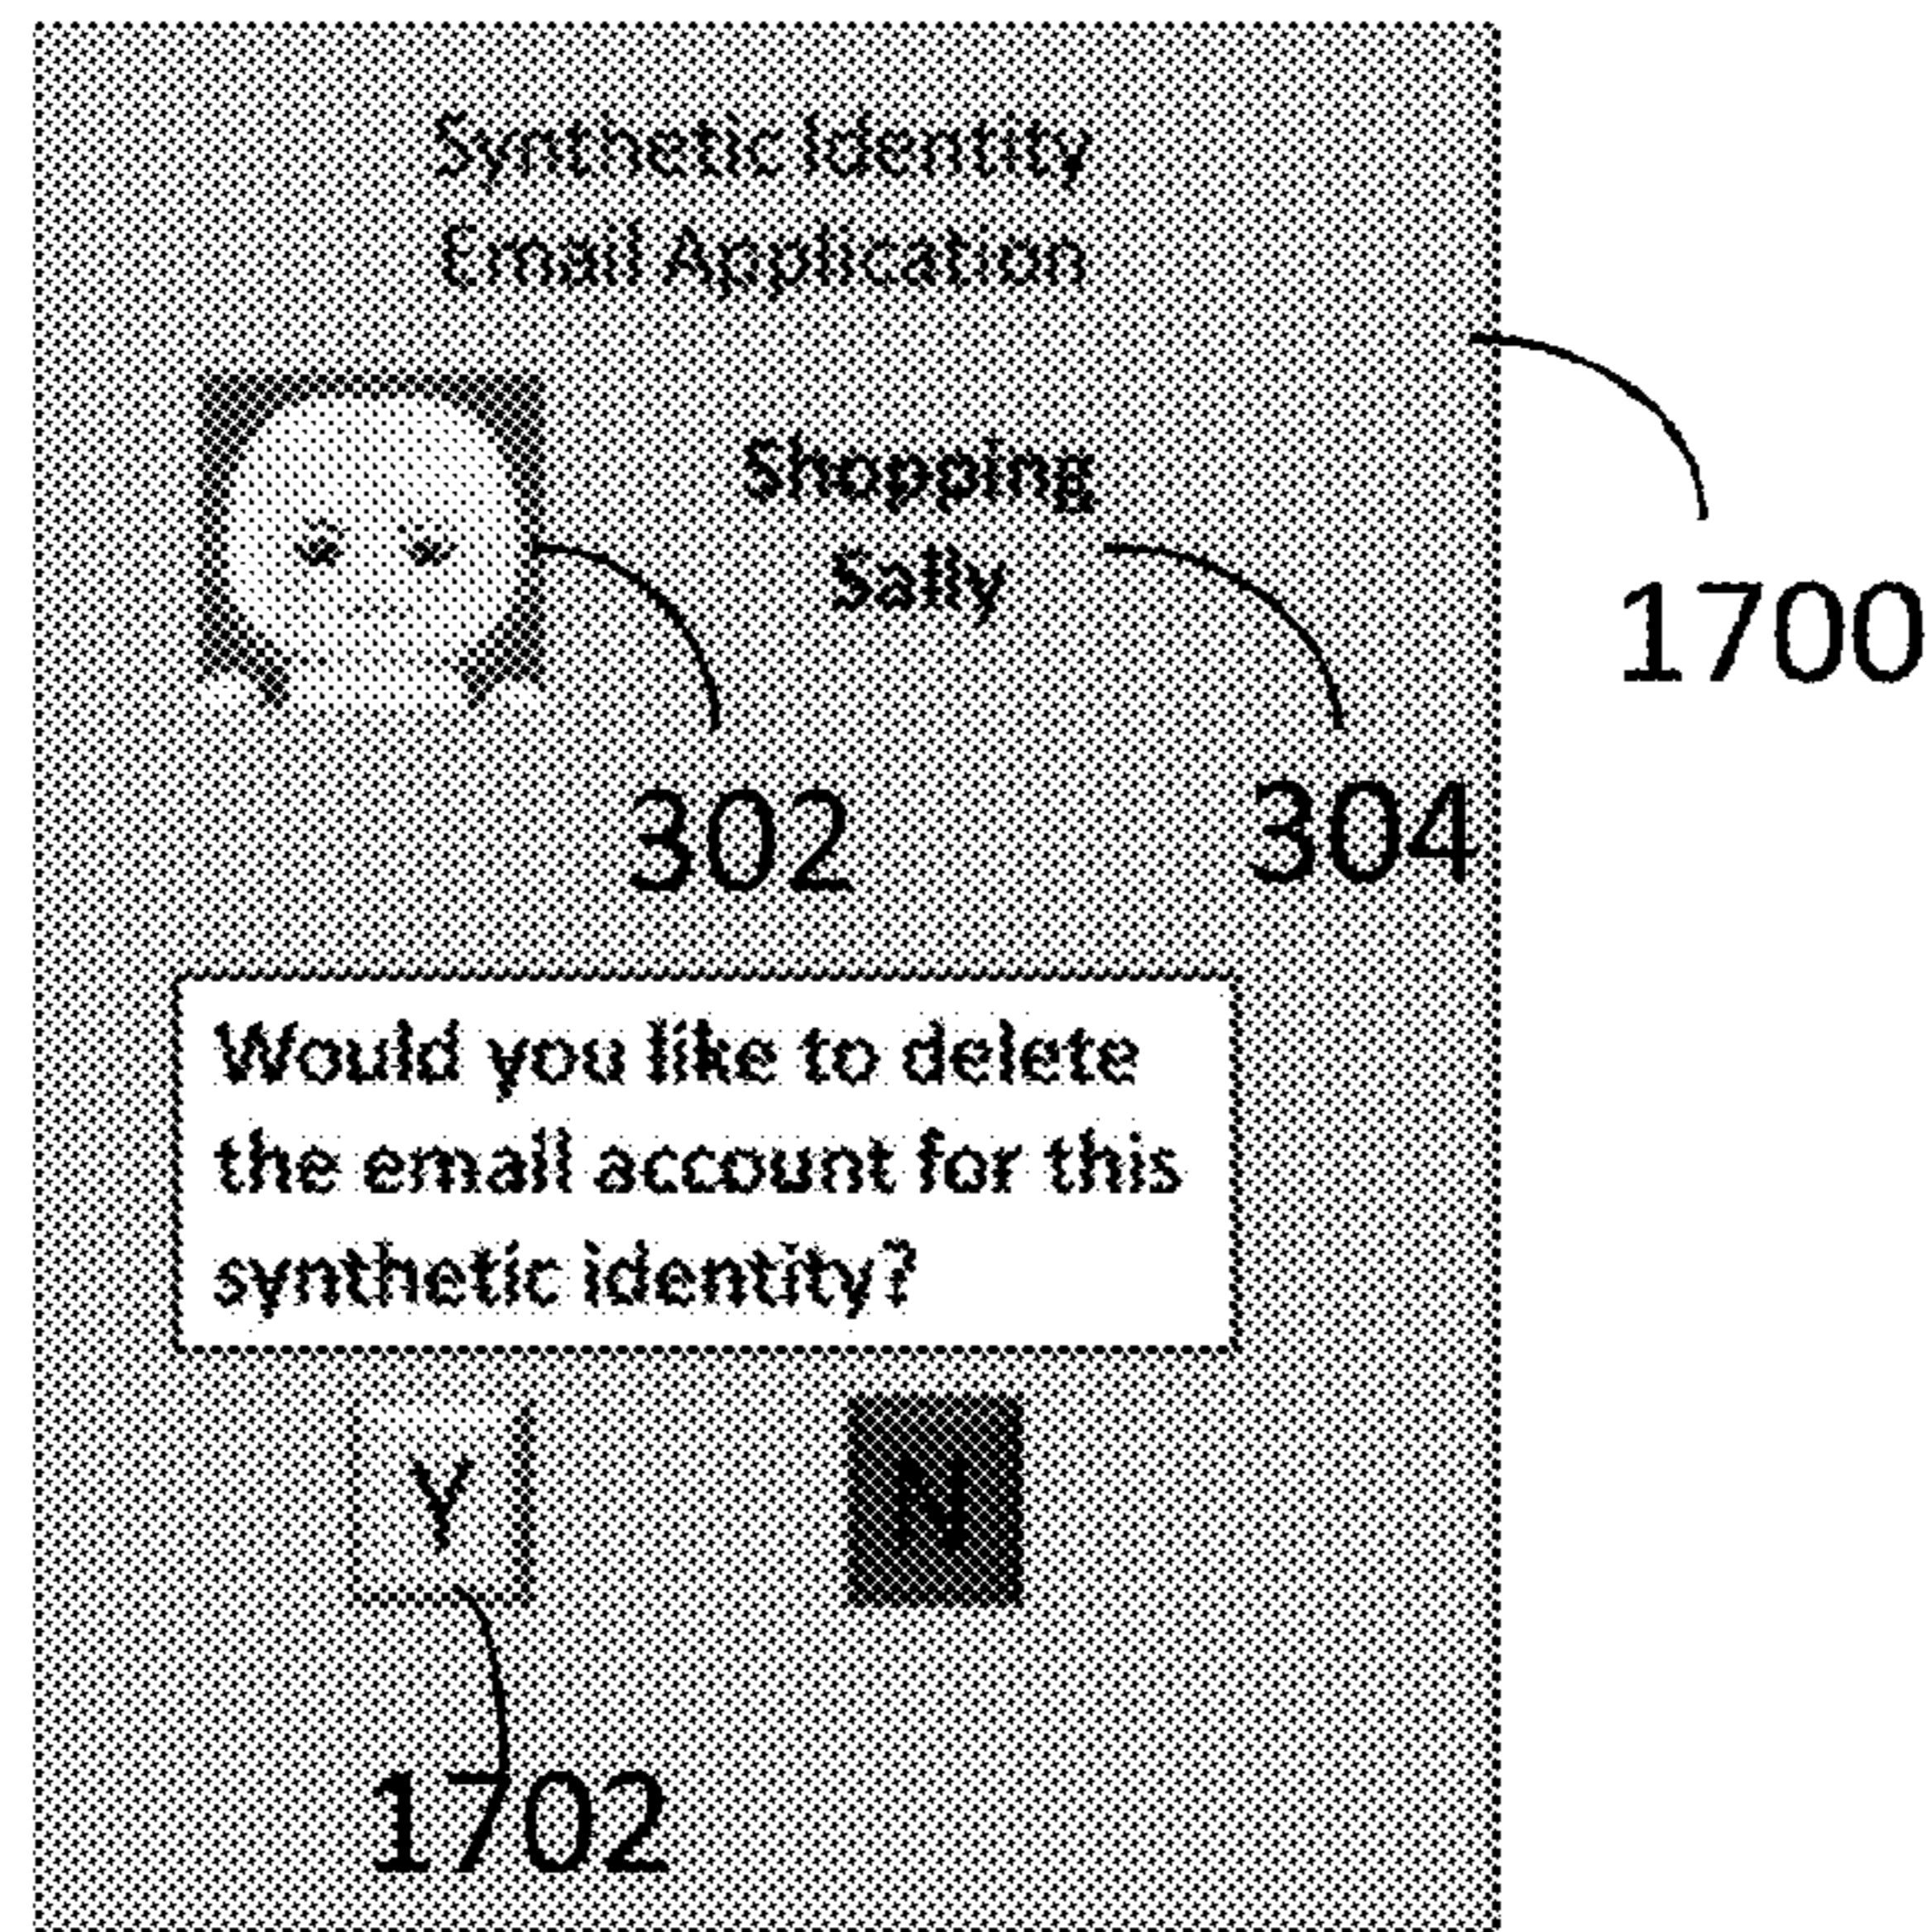 Synthetic Identity
Email Application
Shopping
Sally
1700
302
304
Would you like to delete
the email account for this
synthetic identity?
Y
N
1702